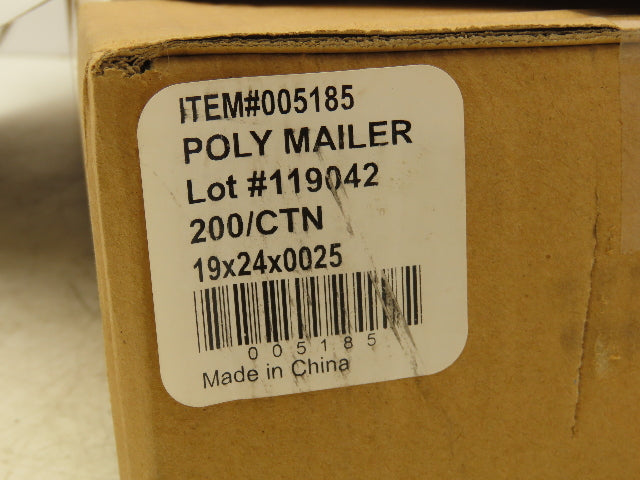 ITEM#005185
POLY MAILER
Lot #119042
200/CTN
19x24x0025
005185
Made in China